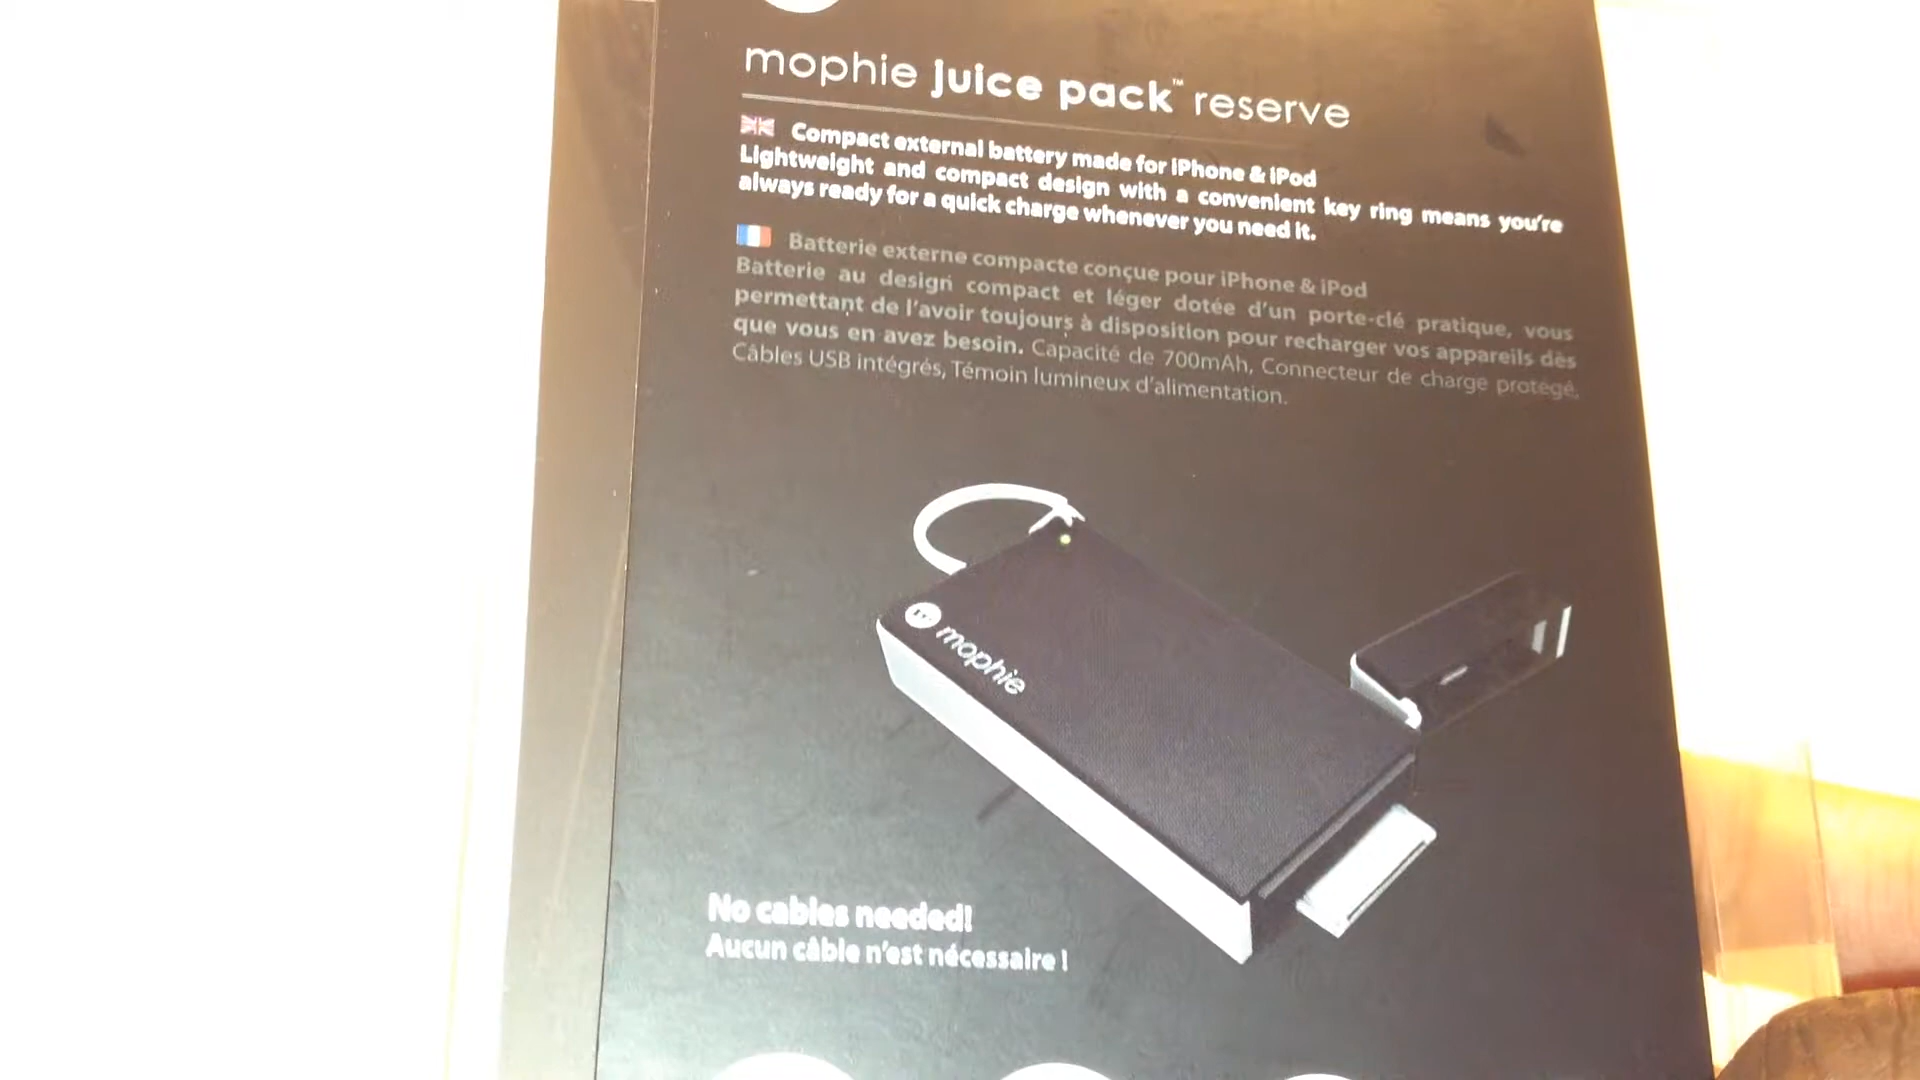 mophie juice pack™ reserve
Compact external battery made for iPhone & iPod
Lightweight and compact design with a convenient key ring means you're
always ready for a quick charge whenever you need it.
Batterie externe compacte conçue pour iPhone & iPod
Batterie au design compact et léger dotée d'un porte-clé pratique, vous
permettant de l'avoir toujours à disposition pour recharger vos appareils dès
que vous en avez besoin. Capacité de 700mAh, Connecteur de charge protégé,
Câbles USB intégrés, Témoin lumineux d'alimentation.
mophie
No cables needed!
Aucun câble n'est nécessaire !